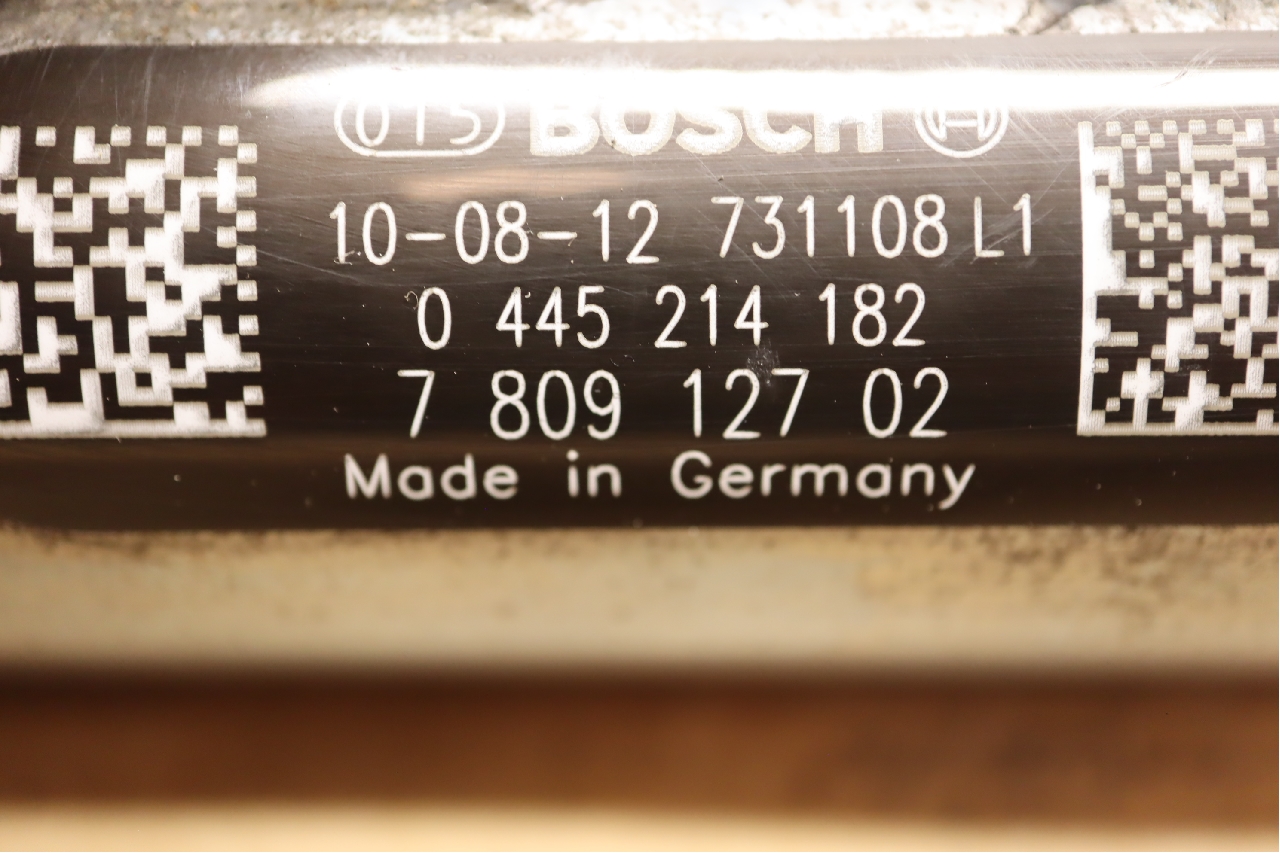 015 BOSCH
10-08-12 731108 L1
0 445 214 182
7 809 127 02
Made in Germany